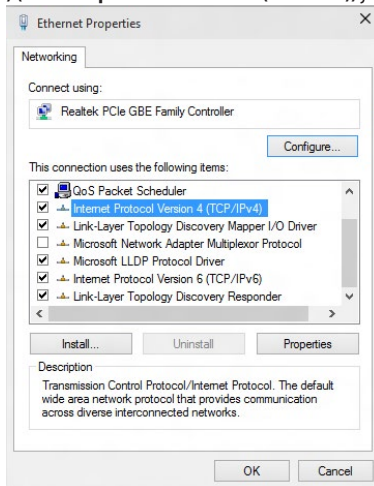 Ethernet Properties
Networking
Connect using:
Realtek PCIe GBE Family Controller
Configure...
This connection uses the following items:
QoS Packet Scheduler
Internet Protocol Version 4 (TCP/IPv4)
Link-Layer Topology Discovery Mapper I/O Driver
Microsoft Network Adapter Multiplexor Protocol
Microsoft LLDP Protocol Driver
Internet Protocol Version 6 (TCP/IPv6)
Link-Layer Topology Discovery Responder
Install... Uninstall Properties
Description
Transmission Control Protocol/Internet Protocol. The default
wide area network protocol that provides communication
across diverse interconnected networks.
OK Cancel